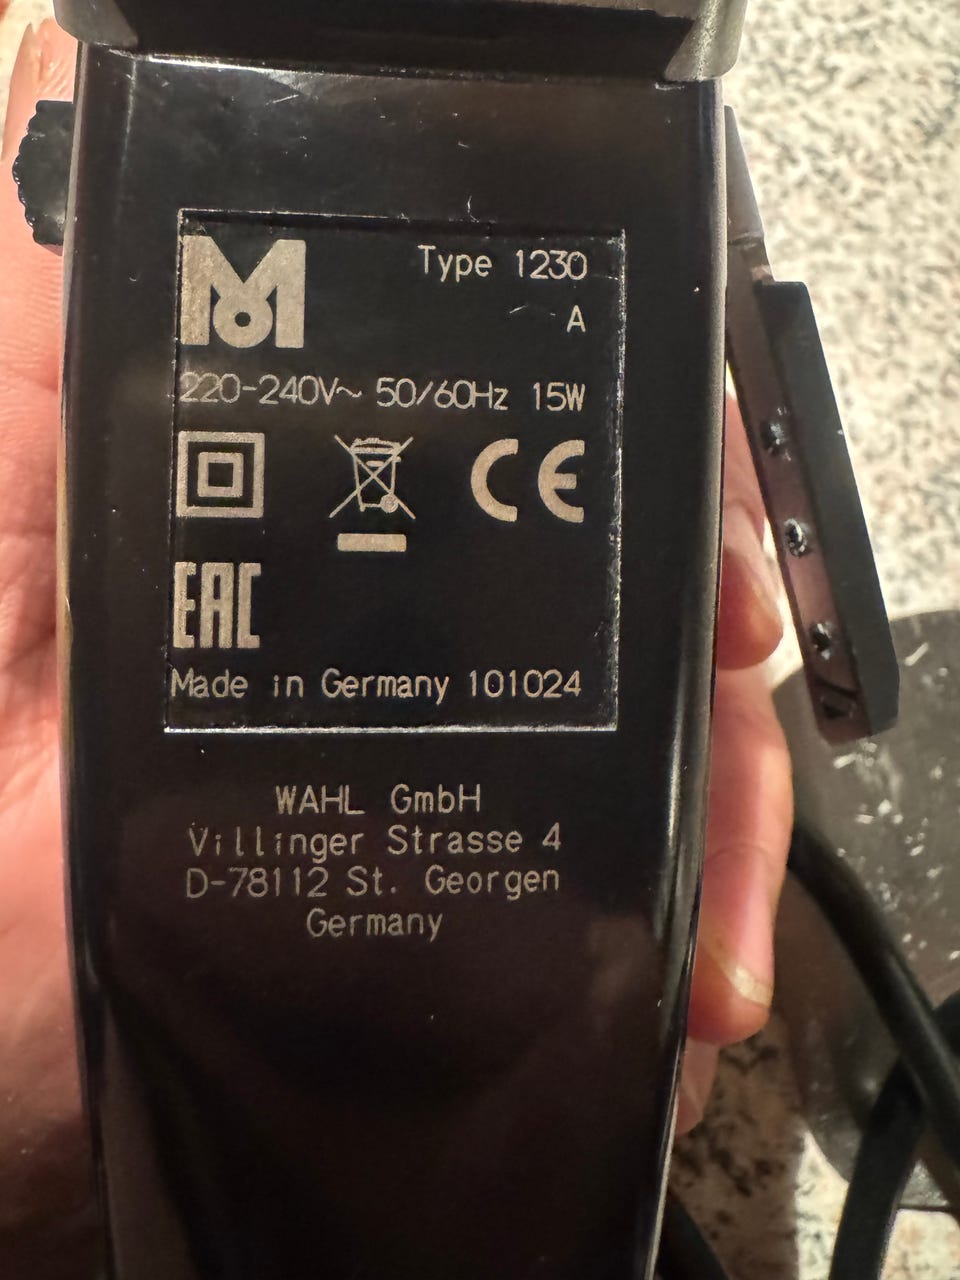 M
Type 1230
A
220-240V~ 50/60Hz 15W
CE
EAC
Made in Germany 101024
WAHL GmbH
Villinger Strasse 4
D-78112 St. Georgen
Germany